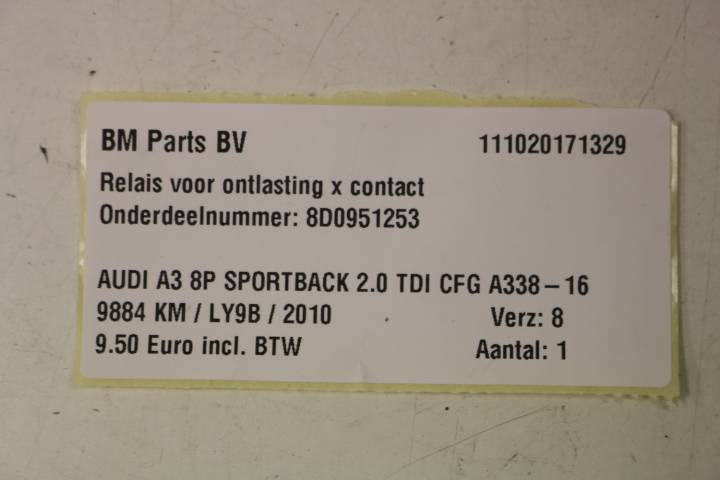 BM Parts BV 111020171329
Relais voor ontlasting x contact
Onderdeelnummer: 8D0951253
AUDI A3 8P SPORTBACK 2.0 TDI CFG A338-16
9884 KM / LY9B / 2010 Verz: 8
9.50 Euro incl. BTW Aantal: 1